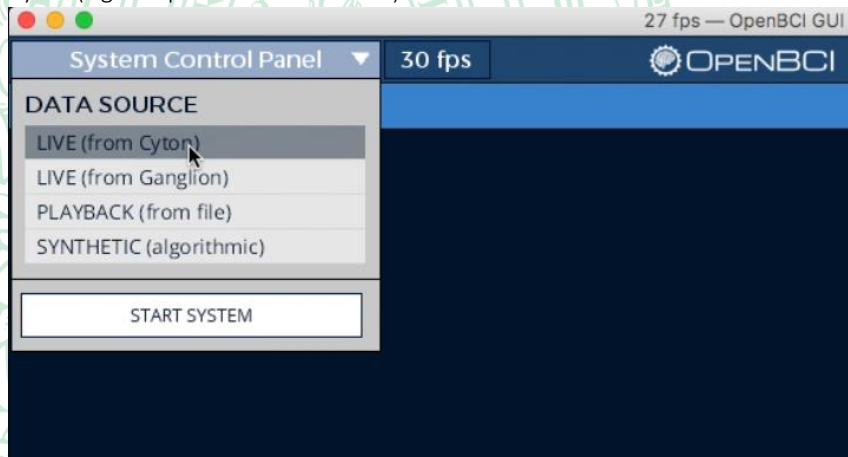 27 fps — OpenBCI GUI
System Control Panel
30 fps
OPENBCI
DATA SOURCE
LIVE (from Cyton)
LIVE (from Ganglion)
PLAYBACK (from file)
SYNTHETIC (algorithmic)
START SYSTEM